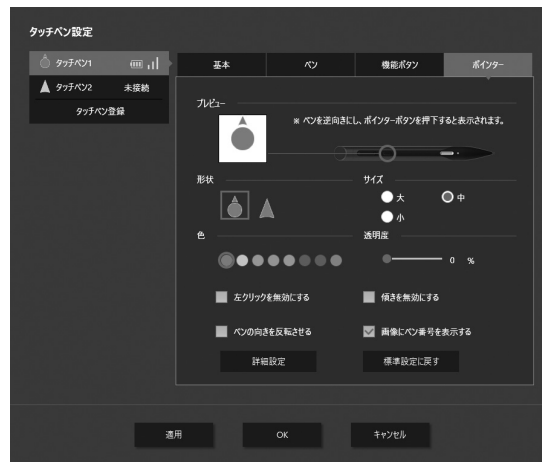 タッチペン設定
タッチペン1
タッチペン2 未接続
タッチペン登録
基本 ペン 機能ボタン ポインター
プレビュー
※ ペンを逆向きにし、ポインターボタンを押下すると表示されます。
形状 サイズ
大 中
小
色 透明度
0 %
左クリックを無効にする 傾きを無効にする
ペンの向きを反転させる 画像にペン番号を表示する
詳細設定 標準設定に戻す
適用 OK キャンセル